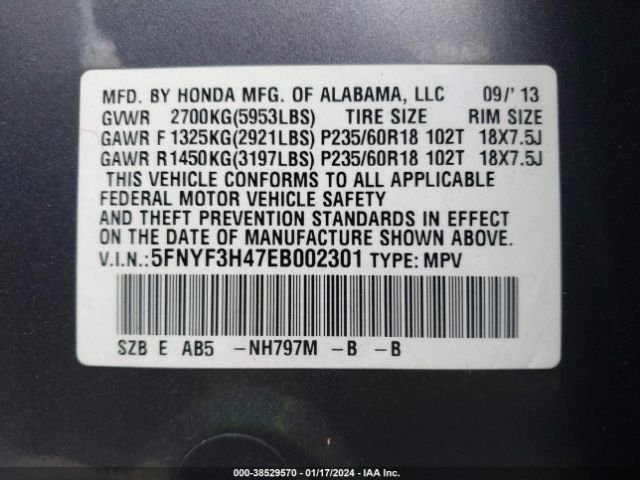 MFD. BY HONDA MFG. OF ALABAMA, LLC 09/'13
GVWR 2700KG(5953LBS) TIRE SIZE RIM SIZE
GAWR F 1325KG(2921LBS) P235/60R18 102T 18X7.5J
GAWR R 1450KG(3197LBS) P235/60R18 102T 18X7.5J
THIS VEHICLE CONFORMS TO ALL APPLICABLE
FEDERAL MOTOR VEHICLE SAFETY
AND THEFT PREVENTION STANDARDS IN EFFECT
ON THE DATE OF MANUFACTURE SHOWN ABOVE.
V.I.N.:5FNYF3H47EB002301 TYPE: MPV
SZB E AB5 -NH797M -B -B
000-38529570 - 01/17/2024 - IAA Inc.